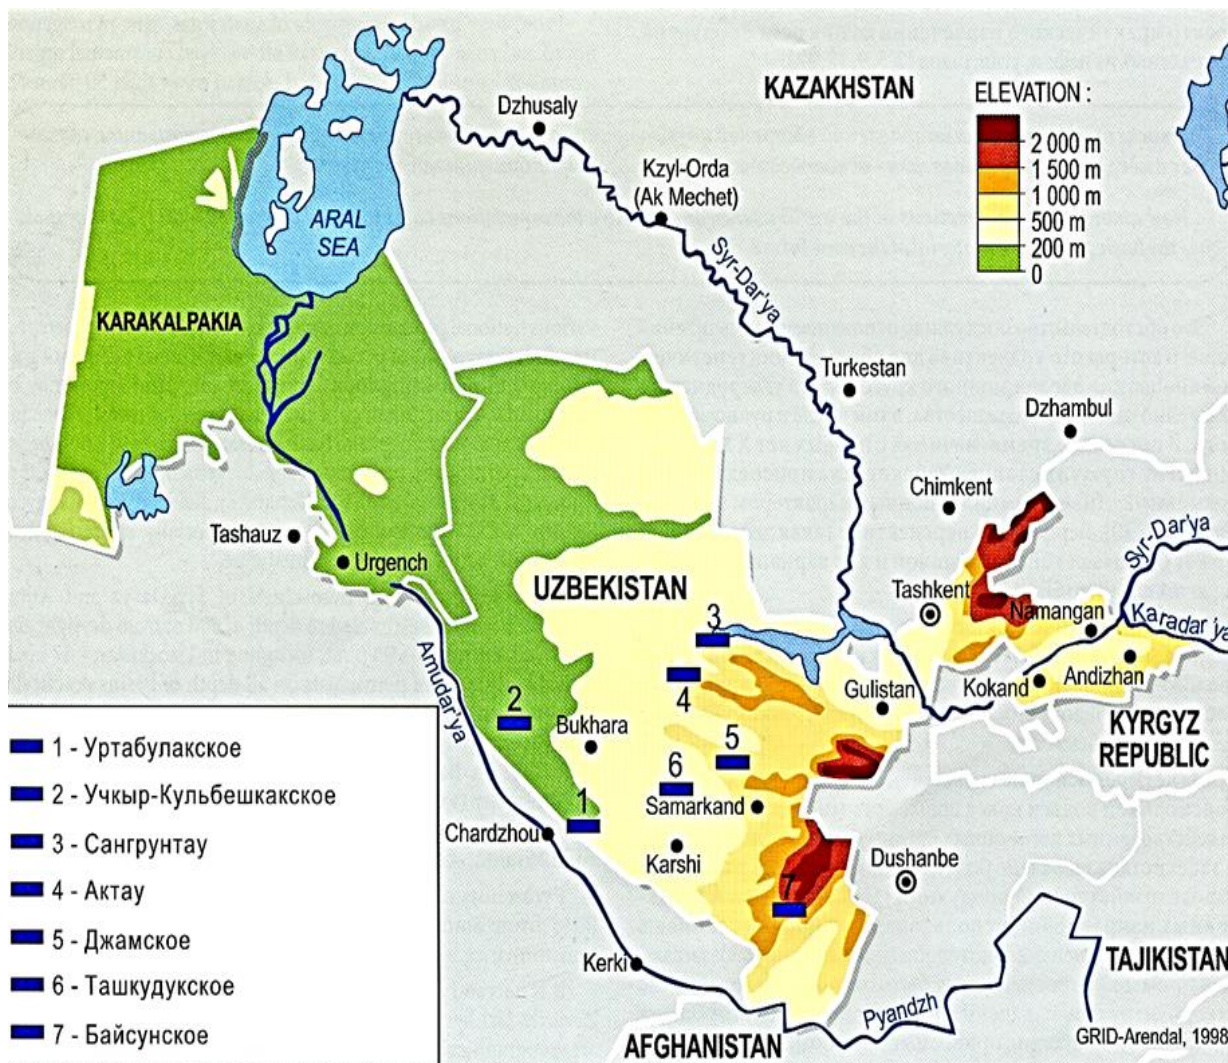 KAZAKHSTAN
ELEVATION :
2 000 m
1 500 m
1 000 m
500 m
200 m
0
Dzhusaly
Kzyl-Orda
(Ak Mechet)
ARAL
SEA
Syr-Dar'ya
KARAKALPAKIA
Turkestan
Dzhambul
Chimkent
Tashauz
Urgench
UZBEKISTAN
Tashkent
Syr-Dar'ya
Namangan
Karadar'ya
3
Amudar'ya
4
Gulistan
Kokand
Andizhan
2
Bukhara
5
KYRGYZ
REPUBLIC
6
Samarkand
1
Chardzhou
Karshi
Dushanbe
7
Kerki
TAJIKISTAN
Pyandzh
AFGHANISTAN
GRID-Arendal, 1998
1 - Уртабулакское
2 - Учкыр-Кульбешкакское
3 - Сангрунтау
4 - Актау
5 - Джамское
6 - Ташкудукское
7 - Байсунское